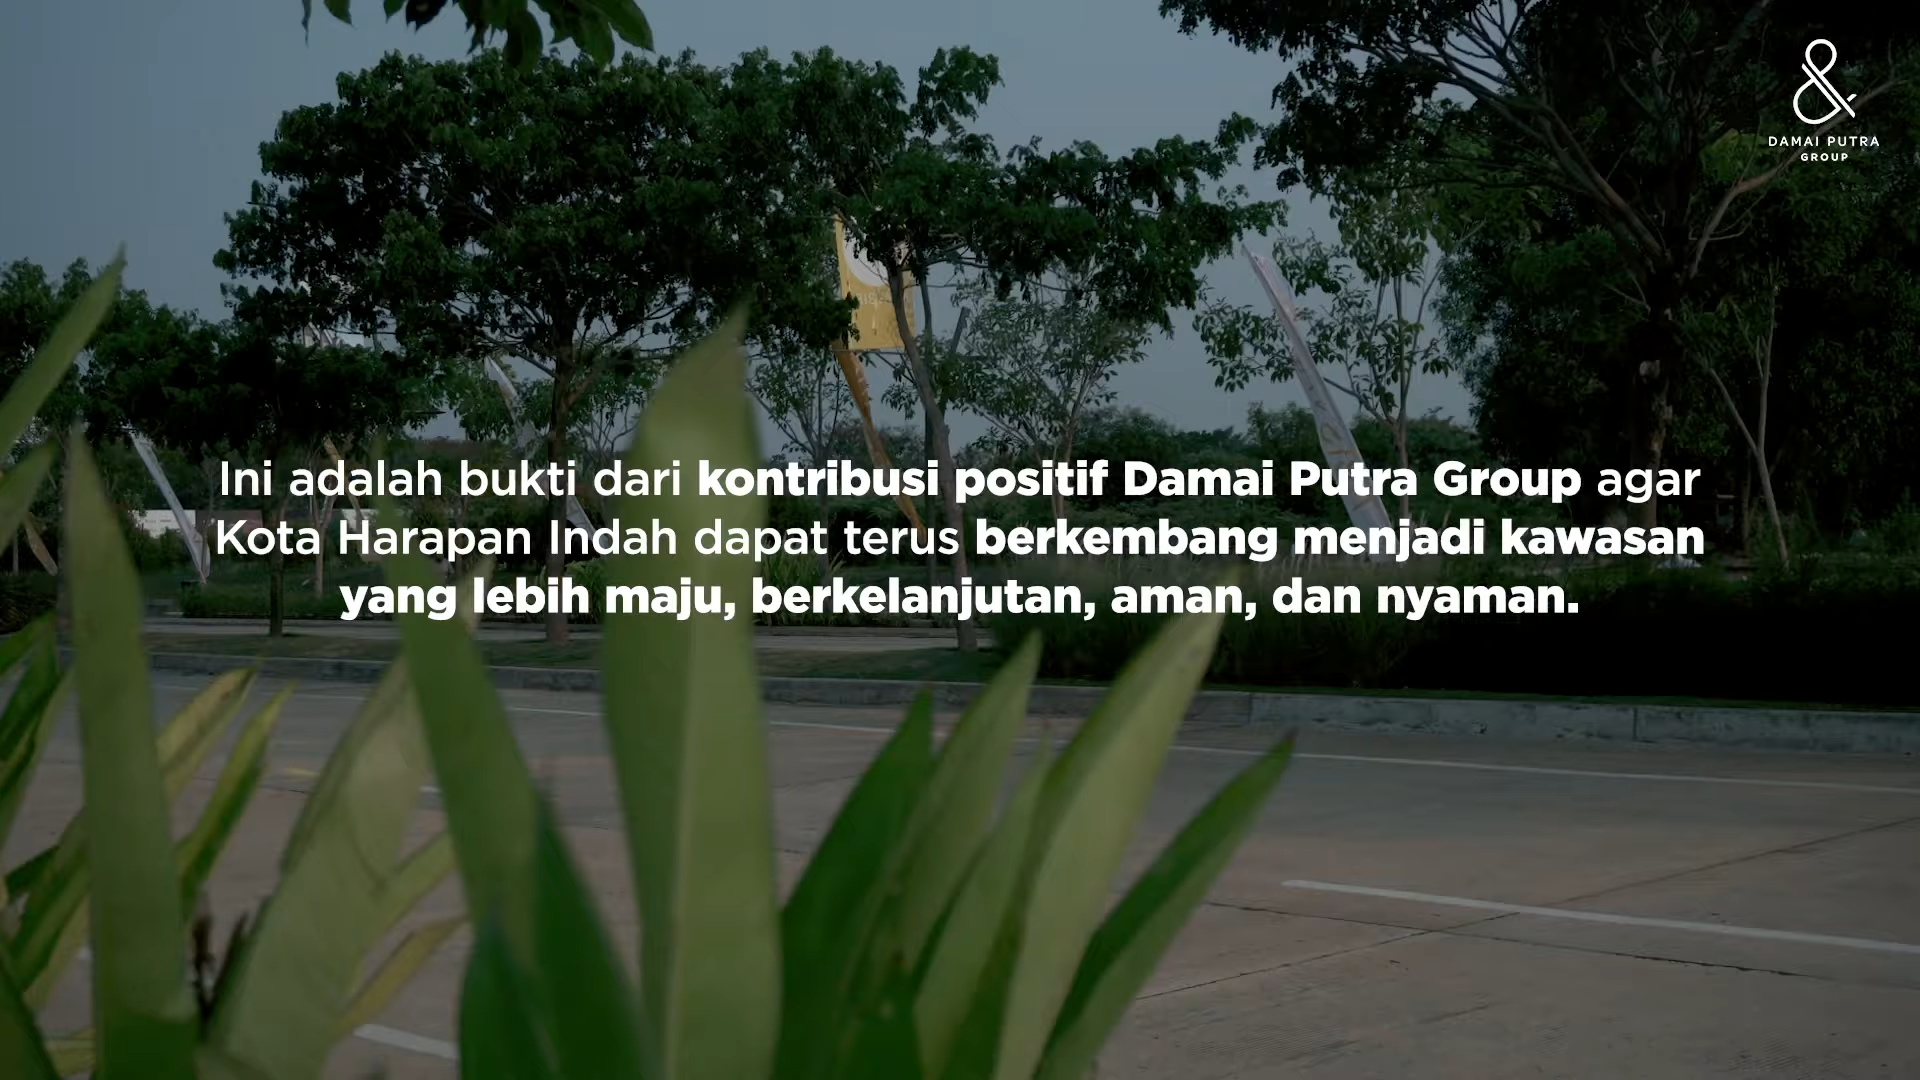 DAMAI PUTRA
GROUP
Ini adalah bukti dari kontribusi positif Damai Putra Group agar
Kota Harapan Indah dapat terus berkembang menjadi kawasan
yang lebih maju, berkelanjutan, aman, dan nyaman.